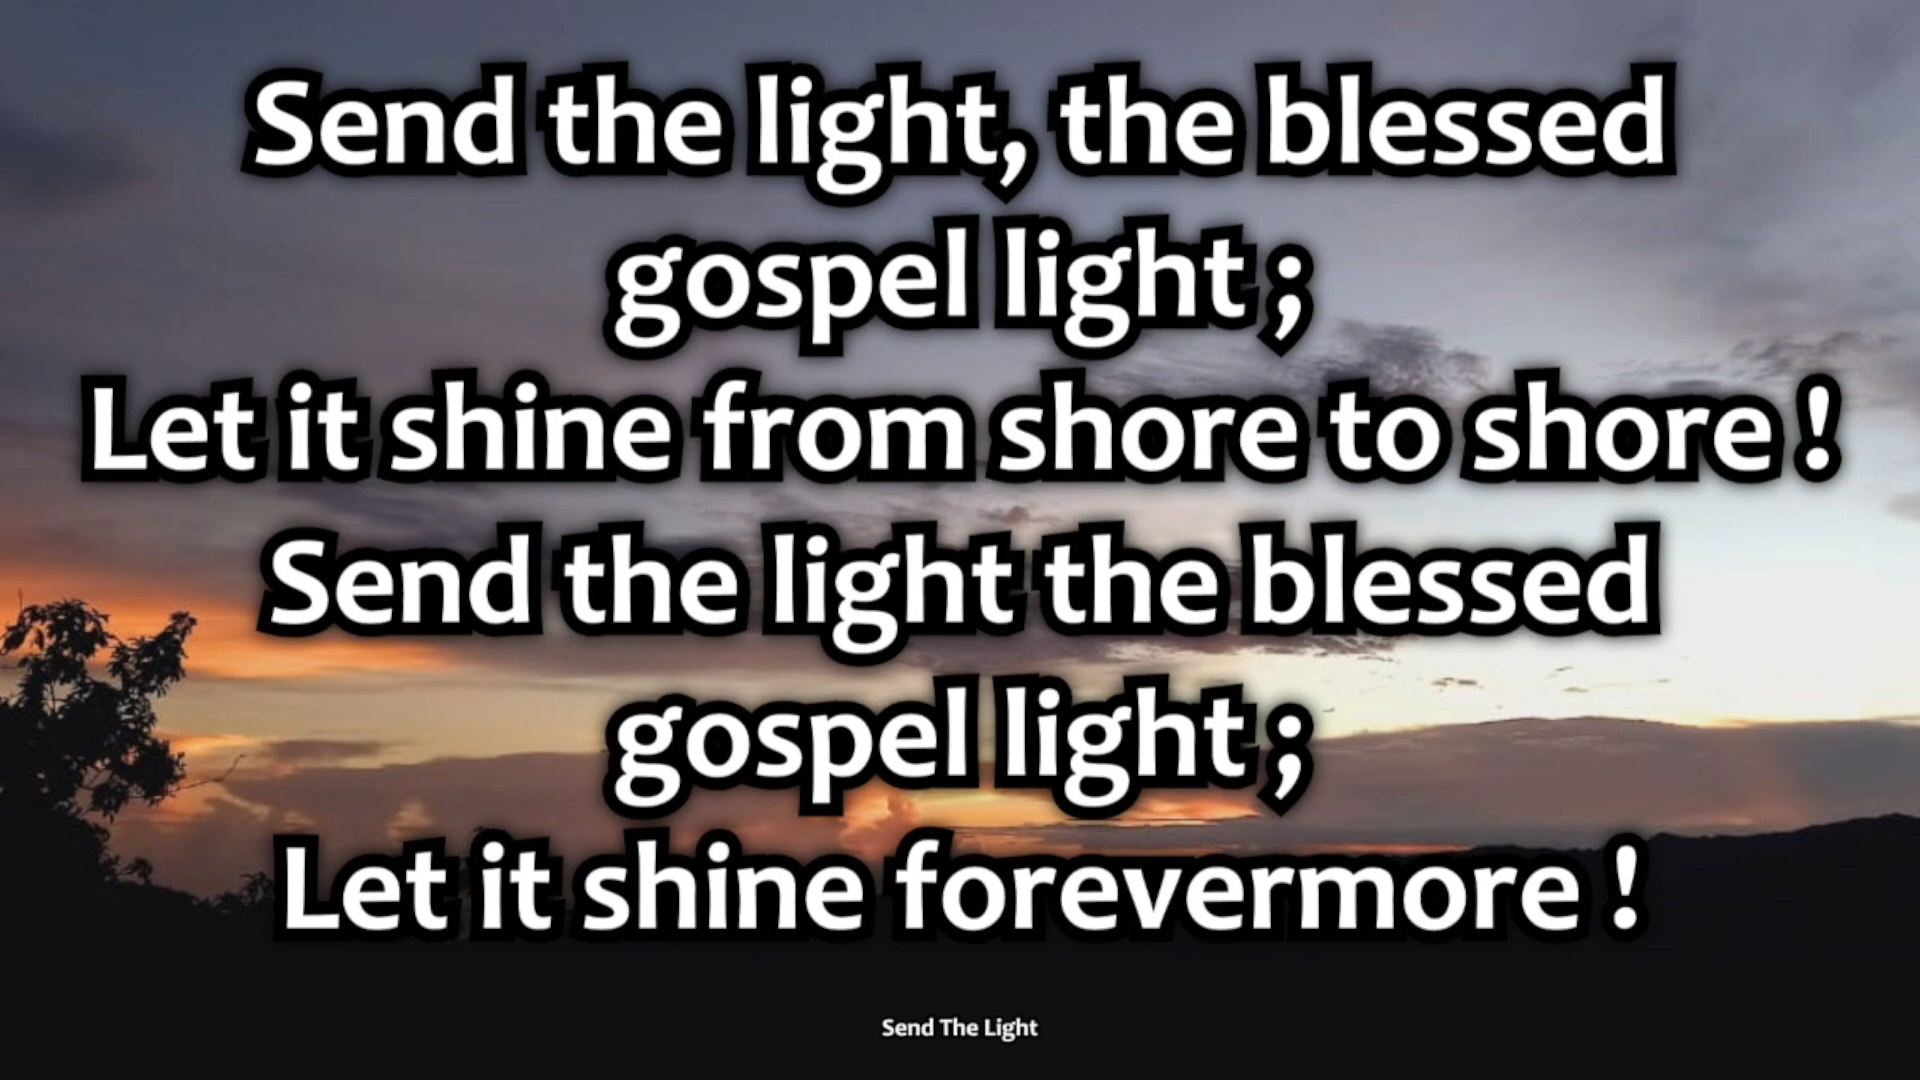 Send the light, the blessed
gospel light ;
Let it shine from shore to shore !
Send the light the blessed
gospel light ;
Let it shine forevermore !
Send The Light